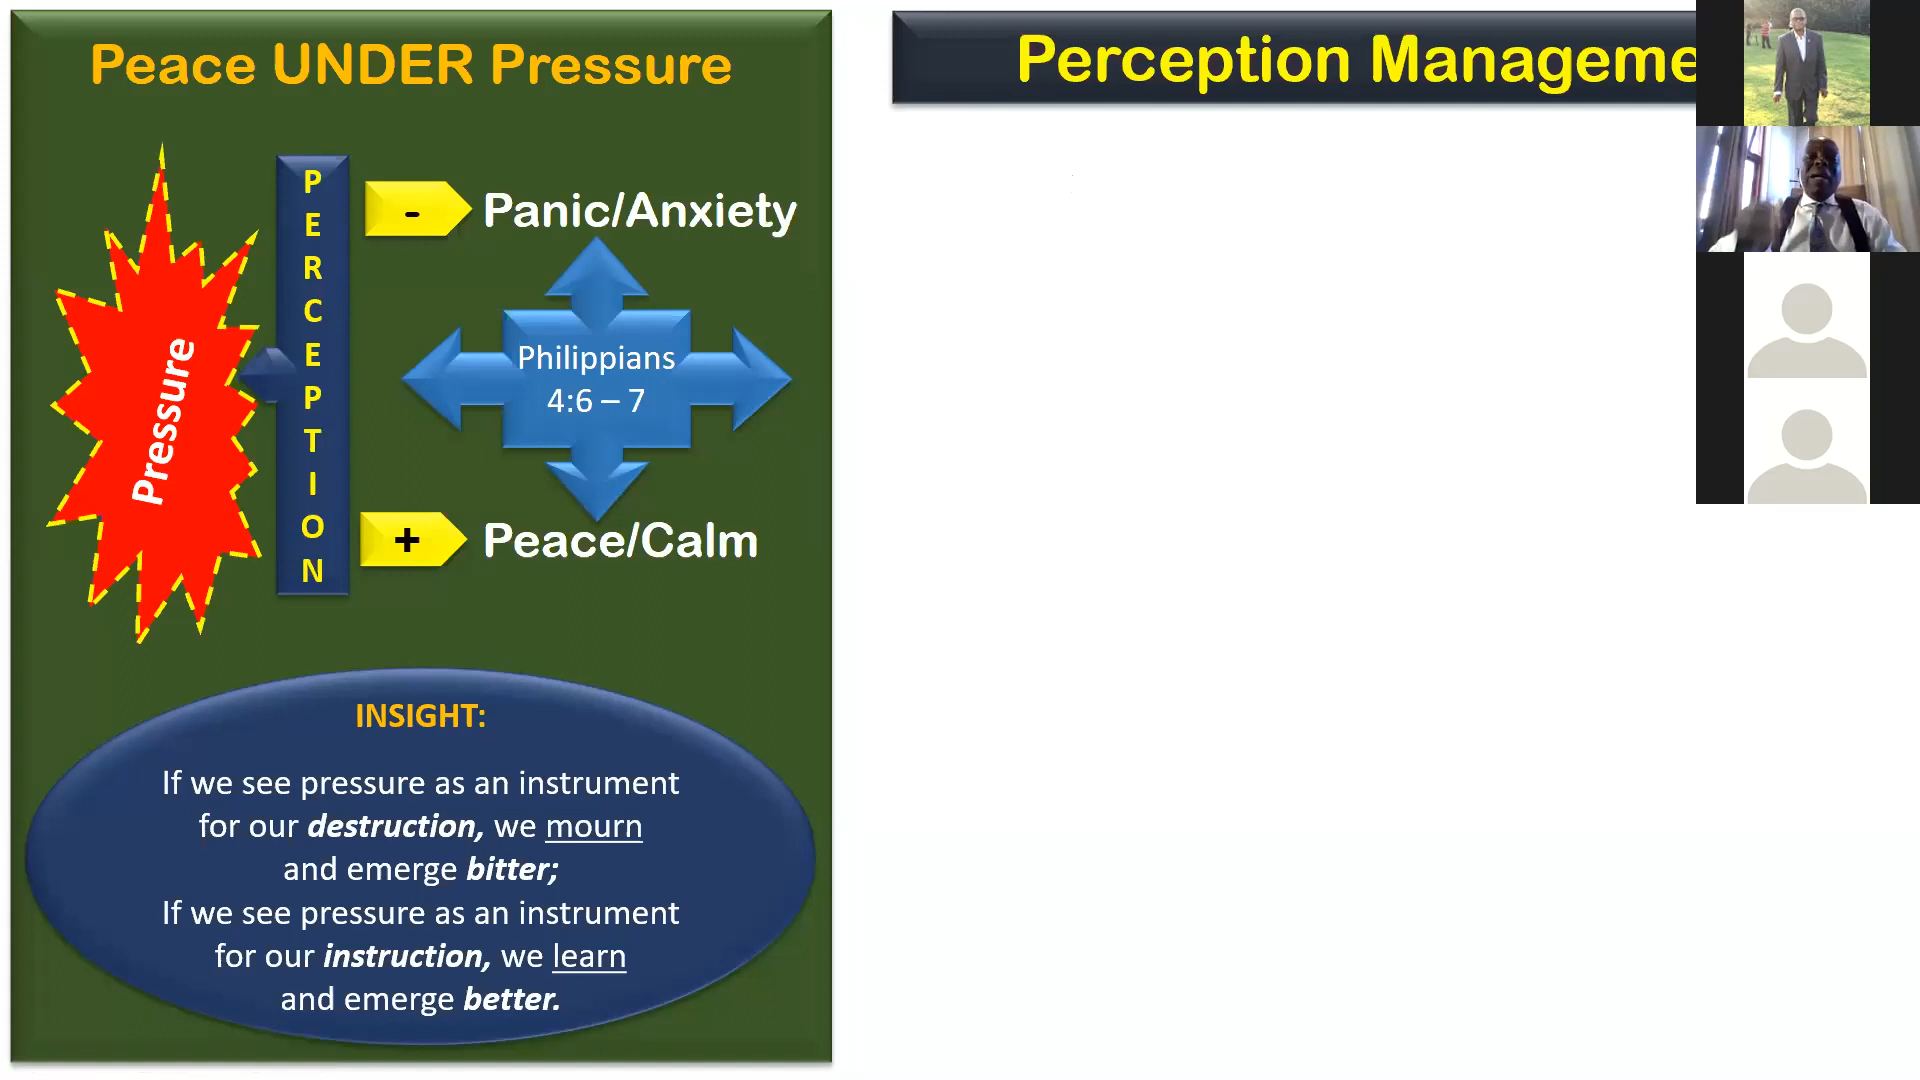 Peace UNDER Pressure
Pressure
PERCEPTION
-
Panic/Anxiety
Philippians
4:6 – 7
+
Peace/Calm
INSIGHT:
If we see pressure as an instrument
for our destruction, we mourn
and emerge bitter;
If we see pressure as an instrument
for our instruction, we learn
and emerge better.
Perception Manageme